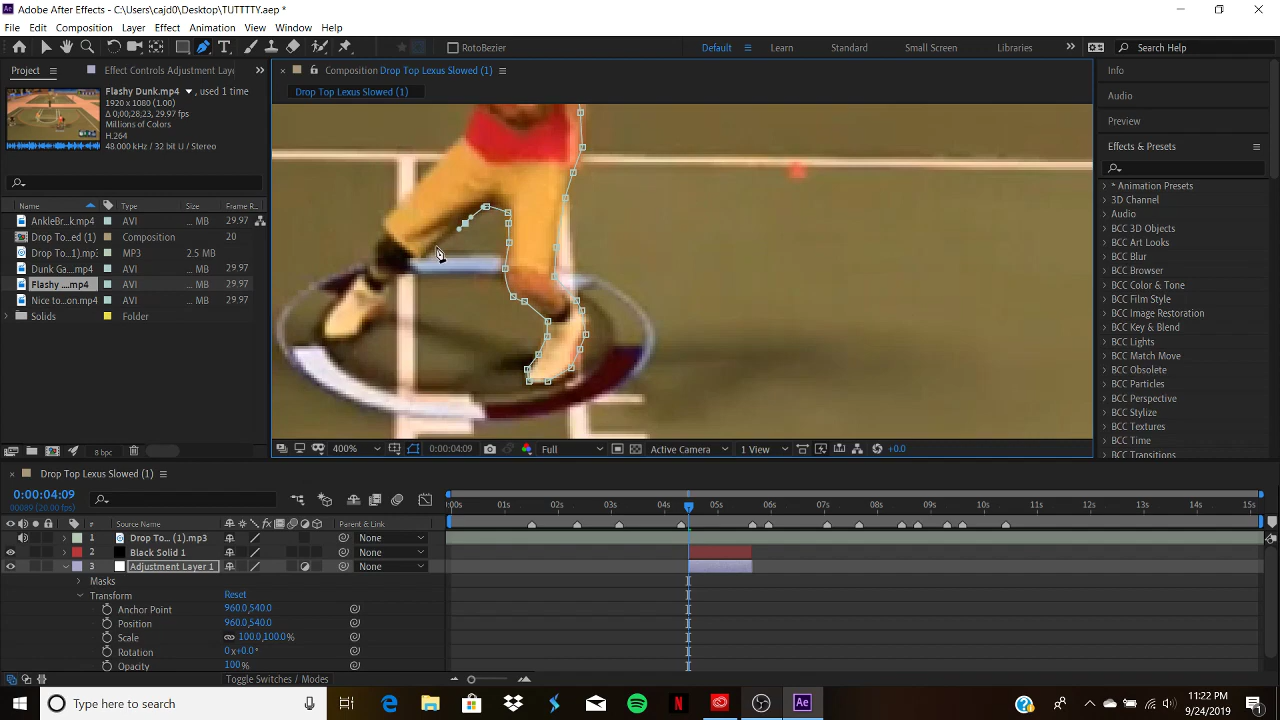 Adobe After Effects - C:\Users\cajd0\Desktop\TUTTTTY.aep *
File Edit Composition Layer Effect Animation View Window Help
RotoBezier Default Learn Standard Small Screen Libraries Search Help
Project Effect Controls Adjustment Lay Composition Drop Top Lexus Slowed (1) Info
Drop Top Lexus Slowed (1)
Flashy Dunk.mp4 , used 1 time
1920 x 1080 (1.00)
Δ 0;00;28;23, 29.97 fps
Millions of Colors
H.264
48.000 kHz / 32 bit U / Stereo
Audio
Preview
Effects & Presets
Name Type Size Frame Ra...
AnkleBr...k.mp4 AVI ... MB 29.97
Drop To...ed (1) Composition 20
Drop To...1).mp3 MP3 2.5 MB
Dunk Ga....mp4 AVI ... MB 29.97
Flashy ....mp4 AVI ... MB 29.97
Nice to...on.mp4 AVI ... MB 29.97
Solids Folder
* Animation Presets
3D Channel
Audio
BCC 3D Objects
BCC Art Looks
BCC Blur
BCC Browser
BCC Color & Tone
BCC Film Style
BCC Image Restoration
BCC Key & Blend
BCC Lights
BCC Match Move
BCC Obsolete
BCC Particles
BCC Perspective
BCC Stylize
BCC Textures
BCC Time
BCC Transitions
8 bpc 400% 0:00:04:09 Full Active Camera 1 View +0.0
Drop Top Lexus Slowed (1)
0:00:04:09
00089 (20.00 fps)
:00s 01s 02s 03s 04s 05s 06s 07s 08s 09s 10s 11s 12s 13s 14s 15s
# Source Name Parent & Link
1 Drop To... (1).mp3 None
2 Black Solid 1 None
3 Adjustment Layer 1 None
Masks
Transform Reset
Anchor Point 960.0,540.0
Position 960.0,540.0
Scale 100.0,100.0%
Rotation 0x+0.0°
Opacity 100%
Toggle Switches / Modes
Type here to search
11:22 PM
9/24/2019